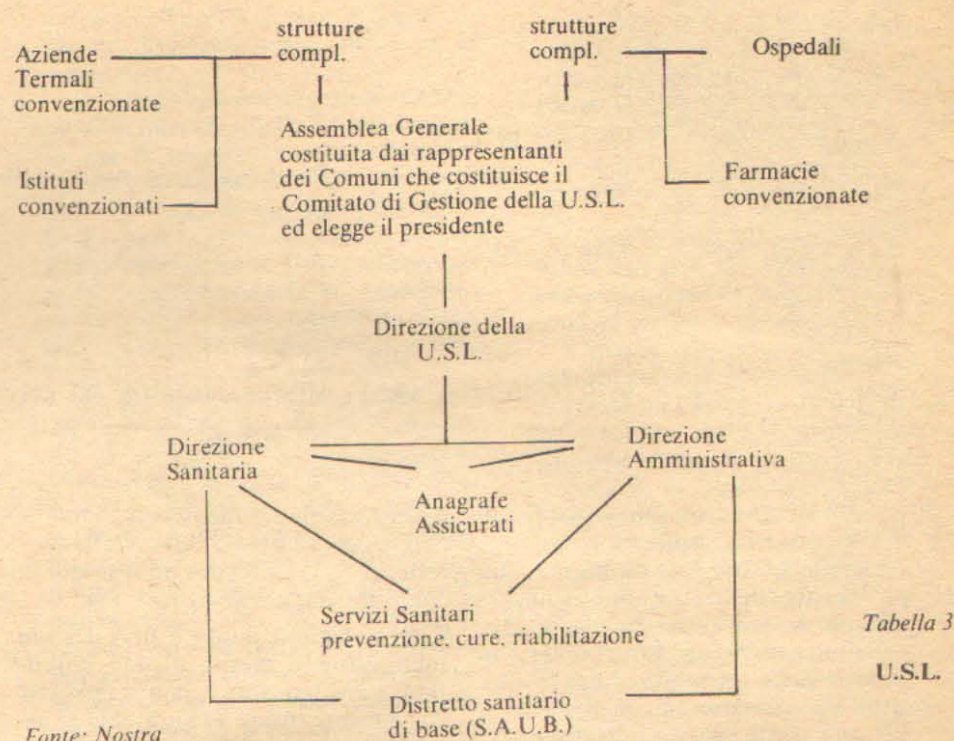 Aziende
Termali
convenzionate
Istituti
convenzionati
strutture
compl.
strutture
compl.
Ospedali
Farmacie
convenzionate
Assemblea Generale
costituita dai rappresentanti
dei Comuni che costituisce il
Comitato di Gestione della U.S.L.
ed elegge il presidente
Direzione della
U.S.L.
Direzione
Sanitaria
Direzione
Amministrativa
Anagrafe
Assicurati
Servizi Sanitari
prevenzione, cure, riabilitazione
Distretto sanitario
di base (S.A.U.B.)
Tabella 3
U.S.L.
Fonte: Nostra